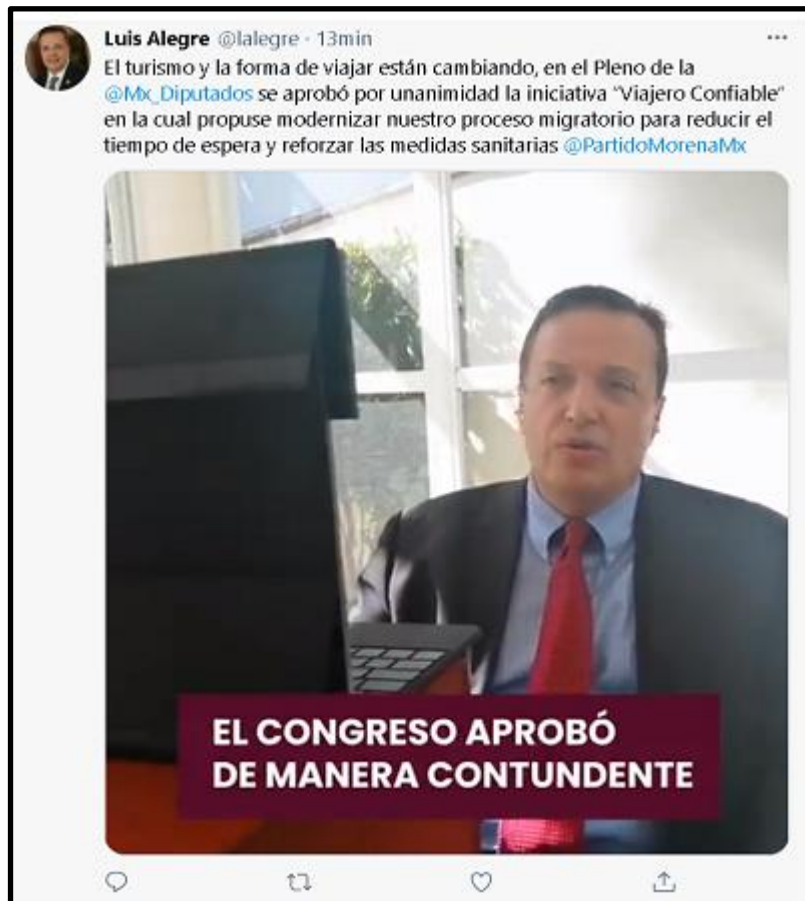 Luis Alegre @lalegre · 13min
El turismo y la forma de viajar están cambiando, en el Pleno de la
@Mx_Diputados se aprobó por unanimidad la iniciativa "Viajero Confiable"
en la cual propuse modernizar nuestro proceso migratorio para reducir el
tiempo de espera y reforzar las medidas sanitarias @PartidoMorenaMx
EL CONGRESO APROBÓ
DE MANERA CONTUNDENTE